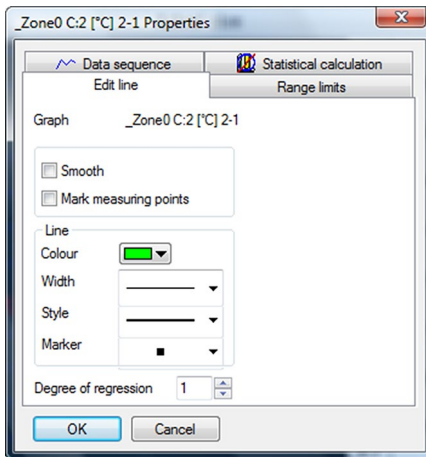 _Zone0 C:2 [°C] 2-1 Properties
Data sequence
Statistical calculation
Edit line
Range limits
Graph _Zone0 C:2 [°C] 2-1
Smooth
Mark measuring points
Line
Colour
Width
Style
Marker
Degree of regression 1
OK
Cancel